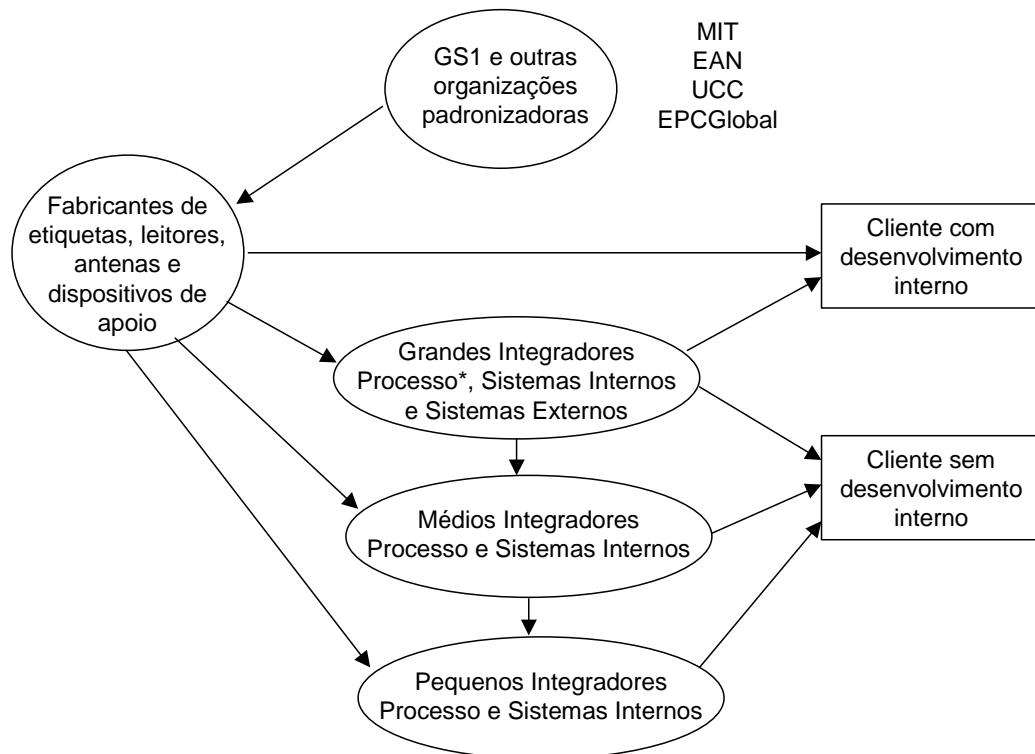 GS1 e outras
organizações
padronizadoras
MIT
EAN
UCC
EPCGlobal
Fabricantes de
etiquetas, leitores,
antenas e
dispositivos de
apoio
Cliente com
desenvolvimento
interno
Grandes Integradores
Processo*, Sistemas Internos
e Sistemas Externos
Cliente sem
desenvolvimento
interno
Médios Integradores
Processo e Sistemas Internos
Pequenos Integradores
Processo e Sistemas Internos